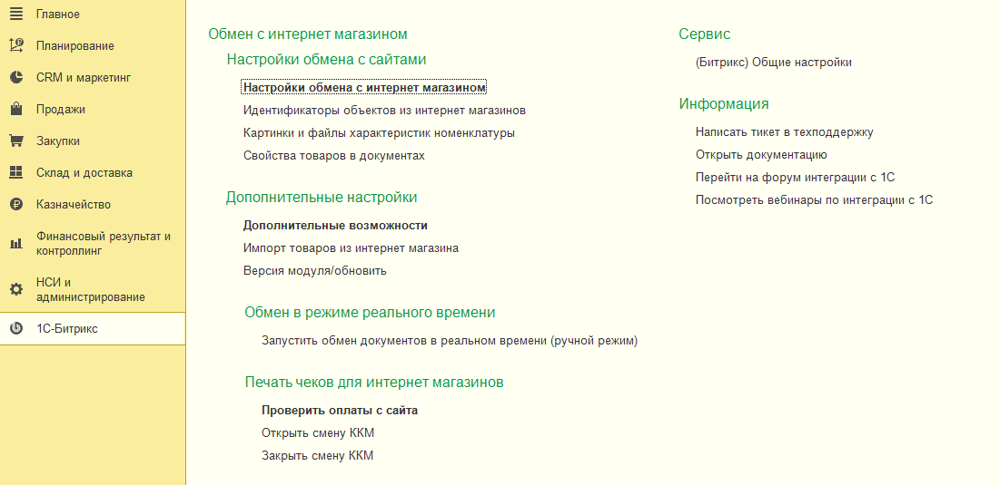 Главное
Планирование
CRM и маркетинг
Продажи
Закупки
Склад и доставка
Казначейство
Финансовый результат и
контроллинг
НСИ и
администрирование
1С-Битрикс
Обмен с интернет магазином
Настройки обмена с сайтами
Настройки обмена с интернет магазином
Идентификаторы объектов из интернет магазинов
Картинки и файлы характеристик номенклатуры
Свойства товаров в документах
Дополнительные настройки
Дополнительные возможности
Импорт товаров из интернет магазина
Версия модуля/обновить
Обмен в режиме реального времени
Запустить обмен документов в реальном времени (ручной режим)
Печать чеков для интернет магазинов
Проверить оплаты с сайта
Открыть смену ККМ
Закрыть смену ККМ
Сервис
(Битрикс) Общие настройки
Информация
Написать тикет в техподдержку
Открыть документацию
Перейти на форум интеграции с 1С
Посмотреть вебинары по интеграции с 1С